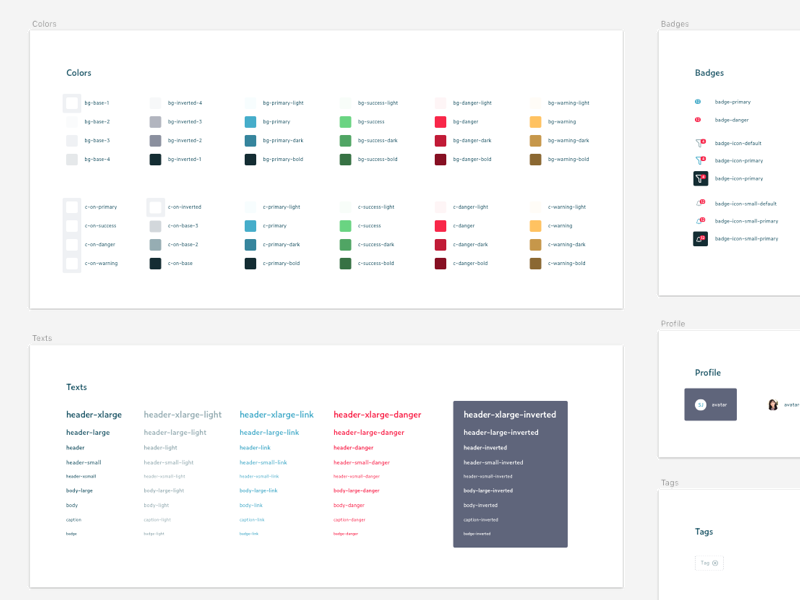 Colors
Colors
bg-base-1
bg-inverted-4
bg-primary-light
bg-success-light
bg-danger-light
bg-warning-light
bg-base-2
bg-inverted-3
bg-primary
bg-success
bg-danger
bg-warning
bg-base-3
bg-inverted-2
bg-primary-dark
bg-success-dark
bg-danger-dark
bg-warning-dark
bg-base-4
bg-inverted-1
bg-primary-bold
bg-success-bold
bg-danger-bold
bg-warning-bold
c-on-primary
c-on-inverted
c-primary-light
c-success-light
c-danger-light
c-warning-light
c-on-success
c-on-base-3
c-primary
c-success
c-danger
c-warning
c-on-danger
c-on-base-2
c-primary-dark
c-success-dark
c-danger-dark
c-warning-dark
c-on-warning
c-on-base
c-primary-bold
c-success-bold
c-danger-bold
c-warning-bold
Texts
Texts
header-xlarge
header-xlarge-light
header-xlarge-link
header-xlarge-danger
header-xlarge-inverted
header-large
header-large-light
header-large-link
header-large-danger
header-large-inverted
header
header-light
header-link
header-danger
header-inverted
header-small
header-small-light
header-small-link
header-small-danger
header-small-inverted
header-xsmall
header-xsmall-light
header-xsmall-link
header-xsmall-danger
header-xsmall-inverted
body-large
body-large-light
body-large-link
body-large-danger
body-large-inverted
body
body-light
body-link
body-danger
body-inverted
caption
caption-light
caption-link
caption-danger
caption-inverted
badge
badge-light
badge-link
badge-danger
badge-inverted
Badges
Badges
badge-primary
badge-danger
badge-icon-default
badge-icon-primary
badge-icon-primary
badge-icon-small-default
badge-icon-small-primary
badge-icon-small-primary
Profile
Profile
avatar
avatar
Tags
Tags
Tag